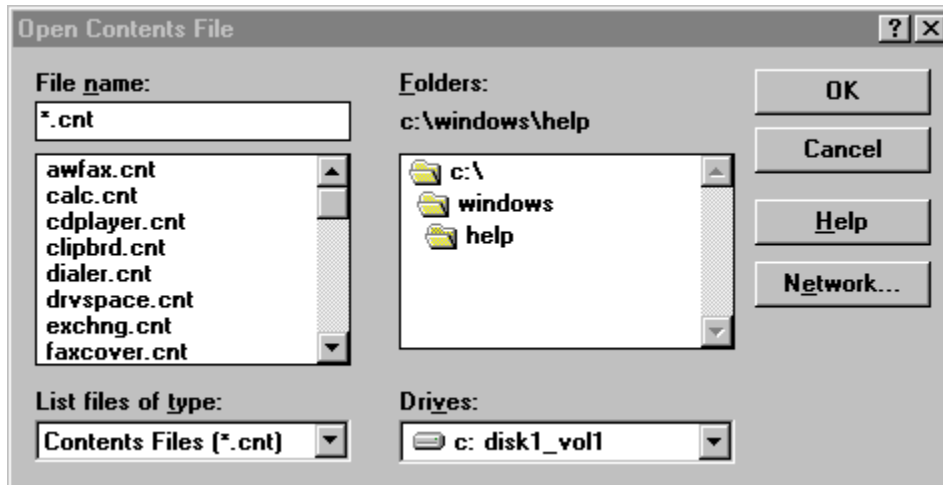 Open Contents File
File name:
*.cnt
awfax.cnt
calc.cnt
cdplayer.cnt
clipbrd.cnt
dialer.cnt
drvspace.cnt
exchng.cnt
faxcover.cnt
List files of type:
Contents Files (*.cnt)
Folders:
c:\windows\help
c:\
windows
help
Drives:
c: disk1_vol1
OK
Cancel
Help
Network...